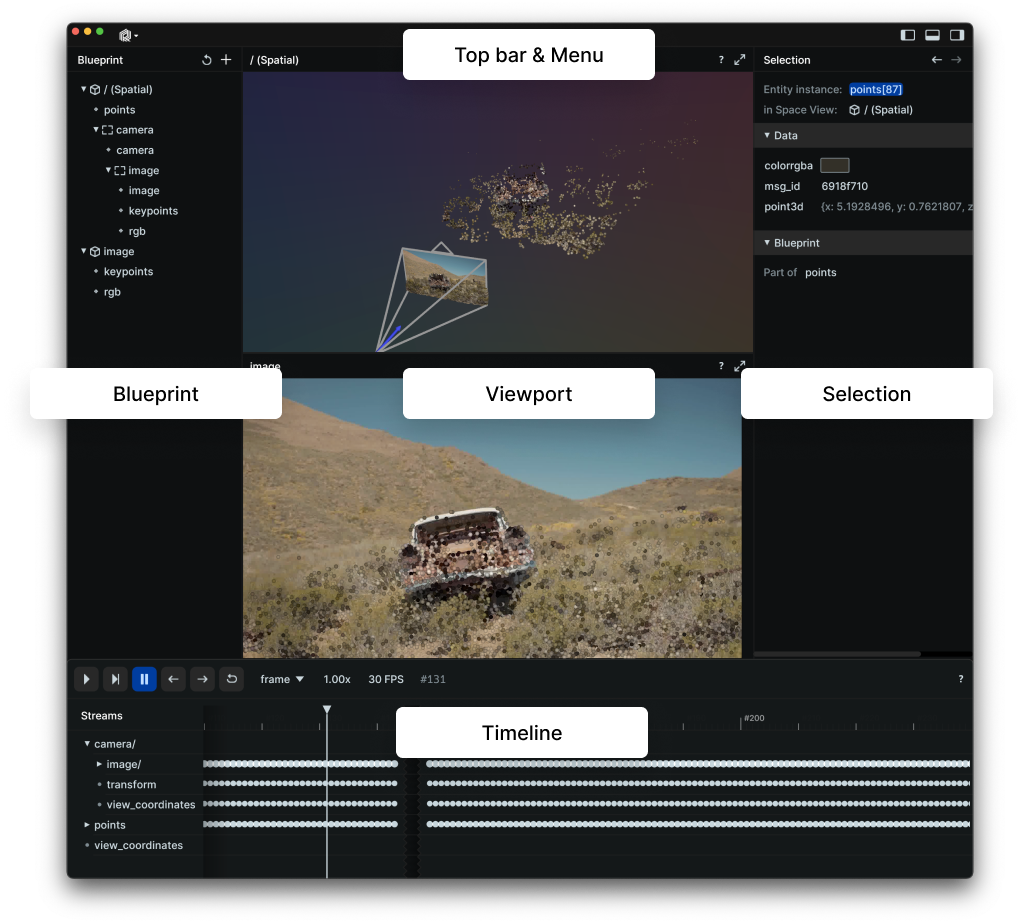 Top bar & Menu
Blueprint
/ (Spatial)
?
Selection
/ (Spatial)
points
camera
camera
image
image
keypoints
rgb
image
keypoints
rgb
Entity instance: points[87]
in Space View: / (Spatial)
Data
colorrgba
msg_id 6918f710
point3d {x: 5.1928496, y: 0.7621807, z
Blueprint
Part of points
image
?
Blueprint
Viewport
Selection
frame 1.00x 30 FPS #131
?
Streams
#200
Timeline
camera/
image/
transform
view_coordinates
points
view_coordinates